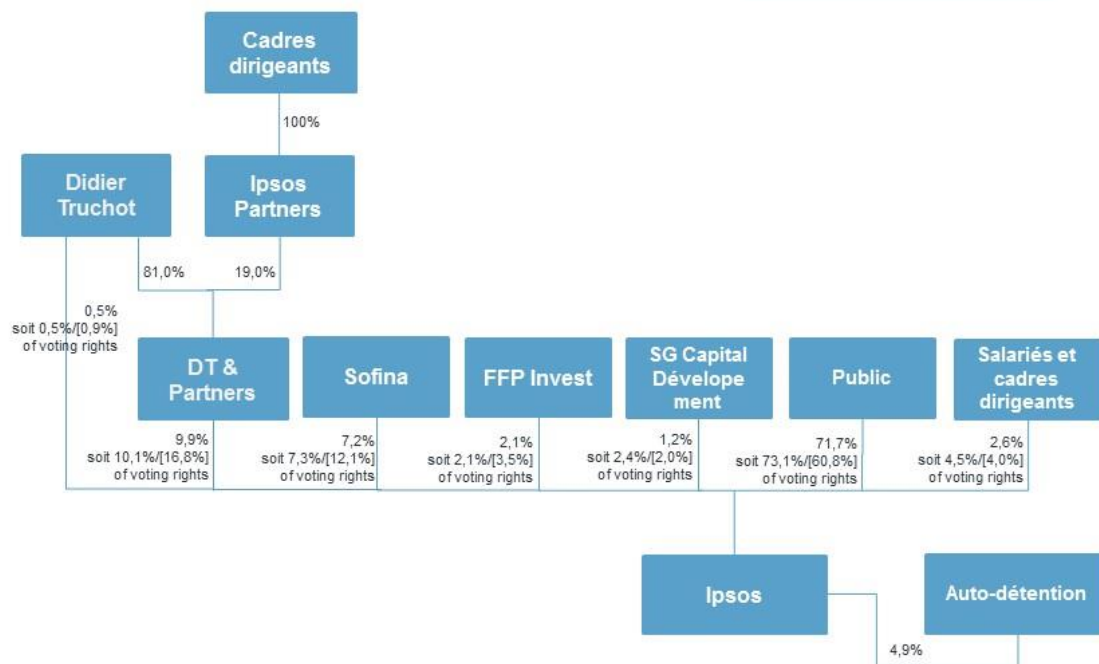 Cadres
dirigeants
100%
Didier
Truchot
Ipsos
Partners
81,0%
19,0%
0,5%
soit 0,5%/[0,9%]
of voting rights
DT &
Partners
Sofina
FFP Invest
SG Capital
Dévelope
ment
Public
Salariés et
cadres
dirigeants
9,9%
soit 10,1%/[16,8%]
of voting rights
7,2%
soit 7,3%/[12,1%]
of voting rights
2,1%
soit 2,1%/[3,5%]
of voting rights
1,2%
soit 2,4%/[2,0%]
of voting rights
71,7%
soit 73,1%/[60,8%]
of voting rights
2,6%
soit 4,5%/[4,0%]
of voting rights
Ipsos
Auto-détention
4,9%